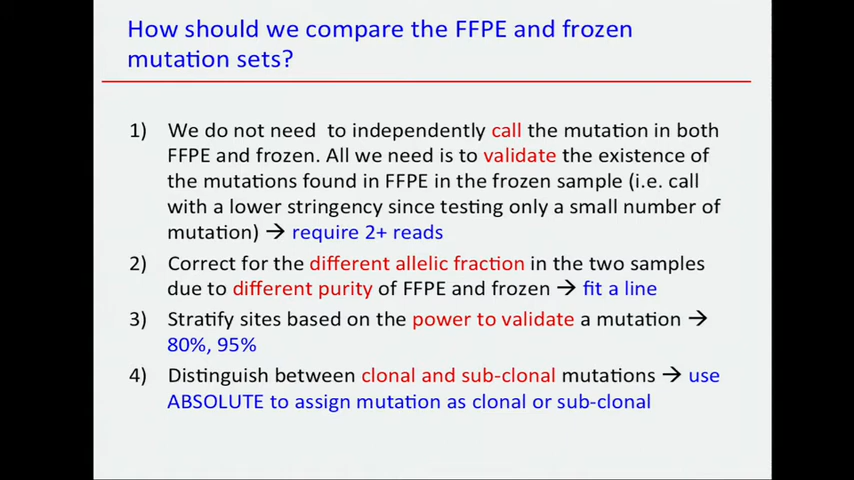 How should we compare the FFPE and frozen
mutation sets?
1) We do not need to independently call the mutation in both
FFPE and frozen. All we need is to validate the existence of
the mutations found in FFPE in the frozen sample (i.e. call
with a lower stringency since testing only a small number of
mutation) → require 2+ reads
2) Correct for the different allelic fraction in the two samples
due to different purity of FFPE and frozen → fit a line
3) Stratify sites based on the power to validate a mutation →
80%, 95%
4) Distinguish between clonal and sub-clonal mutations → use
ABSOLUTE to assign mutation as clonal or sub-clonal